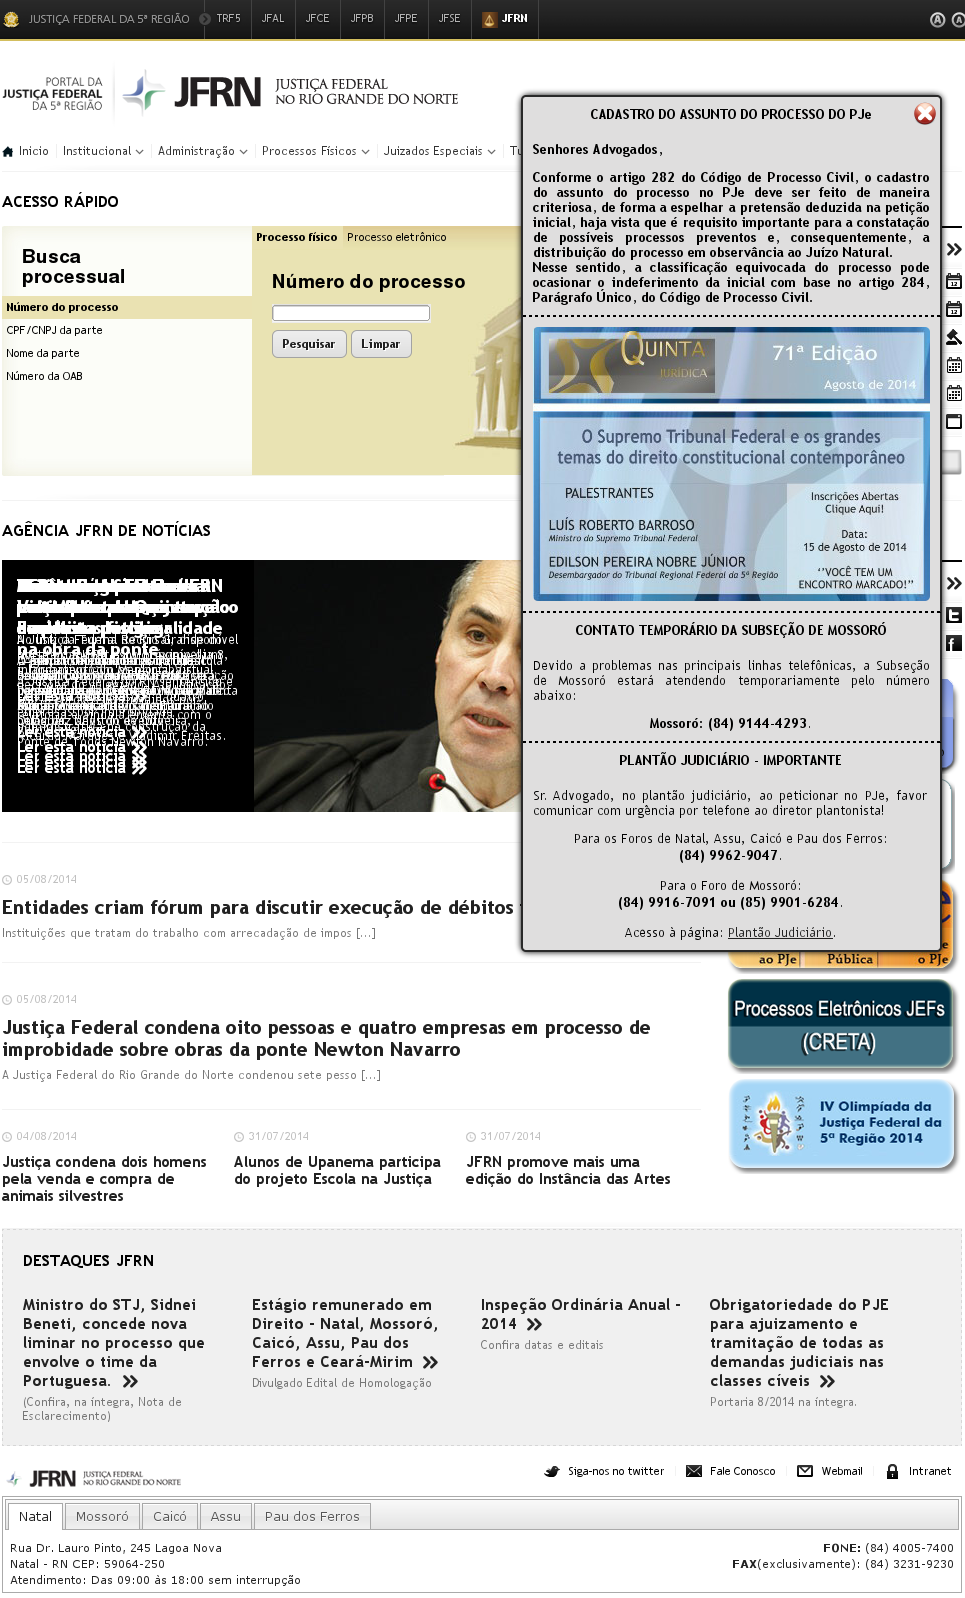 JUSTIÇA FEDERAL DA 5ª REGIÃO TRF5 JFAL JFCE JFPB JFPE JFSE JFRN
PORTAL DA
JUSTIÇA FEDERAL
DA 5ª REGIÃO
JFRN JUSTIÇA FEDERAL
NO RIO GRANDE DO NORTE
Inicio Institucional Administração Processos Físicos Juizados Especiais
ACESSO RÁPIDO
Busca
processual
Número do processo
CPF/CNPJ da parte
Nome da parte
Número da OAB
Processo físico Processo eletrônico
Número do processo
Pesquisar Limpar
CADASTRO DO ASSUNTO DO PROCESSO DO PJe
Senhores Advogados,
Conforme o artigo 282 do Código de Processo Civil, o cadastro
do assunto do processo no PJe deve ser feito de maneira
criteriosa, de forma a espelhar a pretensão deduzida na petição
inicial, haja vista que é requisito importante para a constatação
de possíveis processos preventos e, consequentemente, a
distribuição do processo em observância ao Juízo Natural.
Nesse sentido, a classificação equivocada do processo pode
ocasionar o indeferimento da inicial com base no artigo 284,
Parágrafo Único, do Código de Processo Civil.
QUINTA
JURÍDICA
71ª Edição
Agosto de 2014
O Supremo Tribunal Federal e os grandes
temas do direito constitucional contemporâneo
PALESTRANTES
LUÍS ROBERTO BARROSO
Ministro do Supremo Tribunal Federal
EDILSON PEREIRA NOBRE JÚNIOR
Desembargador do Tribunal Regional Federal da 5ª Região
Inscrições Abertas
Clique Aqui!
Data:
15 de Agosto de 2014
‘’VOCÊ TEM UM
ENCONTRO MARCADO!’’
CONTATO TEMPORÁRIO DA SUBSEÇÃO DE MOSSORÓ
Devido a problemas nas principais linhas telefônicas, a Subseção
de Mossoró estará atendendo temporariamente pelo número
abaixo:
Mossoró: (84) 9144-4293.
PLANTÃO JUDICIÁRIO - IMPORTANTE
Sr. Advogado, no plantão judiciário, ao peticionar no PJe, favor
comunicar com urgência por telefone ao diretor plantonista!
Para os Foros de Natal, Assu, Caicó e Pau dos Ferros:
(84) 9962-9047.
Para o Foro de Mossoró:
(84) 9916-7091 ou (85) 9901-6284.
Acesso à página: Plantão Judiciário.
AGÊNCIA JFRN DE NOTÍCIAS
na obra da ponte
Ler esta notícia
Ler esta notícia
Ler esta notícia
Ler esta notícia
05/08/2014
Entidades criam fórum para discutir execução de débitos
Instituições que tratam do trabalho com arrecadação de impos [...]
05/08/2014
Justiça Federal condena oito pessoas e quatro empresas em processo de
improbidade sobre obras da ponte Newton Navarro
A Justiça Federal do Rio Grande do Norte condenou sete pesso [...]
04/08/2014
Justiça condena dois homens
pela venda e compra de
animais silvestres
31/07/2014
Alunos de Upanema participa
do projeto Escola na Justiça
31/07/2014
JFRN promove mais uma
edição do Instância das Artes
ao PJe Pública o PJe
Processos Eletrônicos JEFs
(CRETA)
IV Olimpíada da
Justiça Federal da
5ª Região 2014
DESTAQUES JFRN
Ministro do STJ, Sidnei
Beneti, concede nova
liminar no processo que
envolve o time da
Portuguesa.
(Confira, na íntegra, Nota de
Esclarecimento)
Estágio remunerado em
Direito - Natal, Mossoró,
Caicó, Assu, Pau dos
Ferros e Ceará-Mirim
Divulgado Edital de Homologação
Inspeção Ordinária Anual -
2014
Confira datas e editais
Obrigatoriedade do PJE
para ajuizamento e
tramitação de todas as
demandas judiciais nas
classes cíveis
Portaria 8/2014 na íntegra.
JFRN JUSTIÇA FEDERAL
NO RIO GRANDE DO NORTE
Siga-nos no twitter Fale Conosco Webmail Intranet
Natal Mossoró Caicó Assu Pau dos Ferros
Rua Dr. Lauro Pinto, 245 Lagoa Nova
Natal - RN CEP: 59064-250
Atendimento: Das 09:00 às 18:00 sem interrupção
FONE: (84) 4005-7400
FAX(exclusivamente): (84) 3231-9230